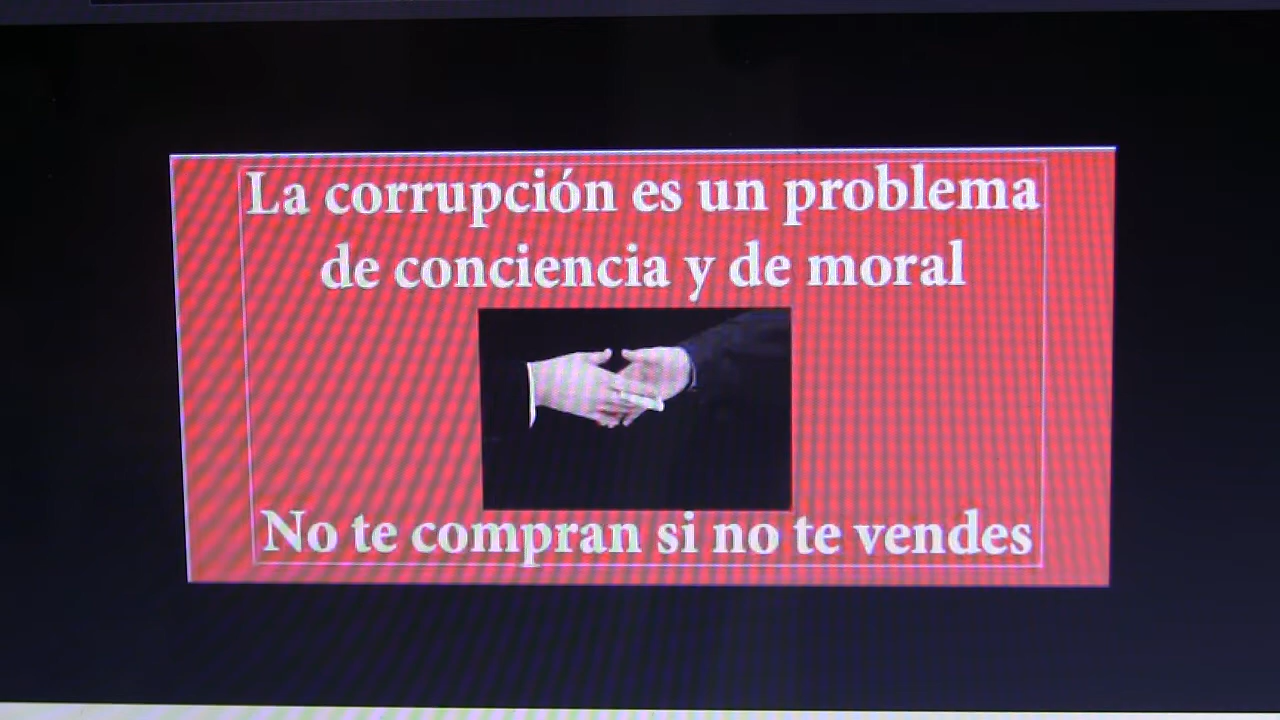 La corrupción es un problema
de conciencia y de moral
No te compran si no te vendes